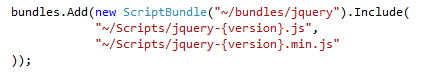 bundles.Add(new ScriptBundle("~/bundles/jquery").Include(
"~/Scripts/jquery-{version}.js",
"~/Scripts/jquery-{version}.min.js"
));